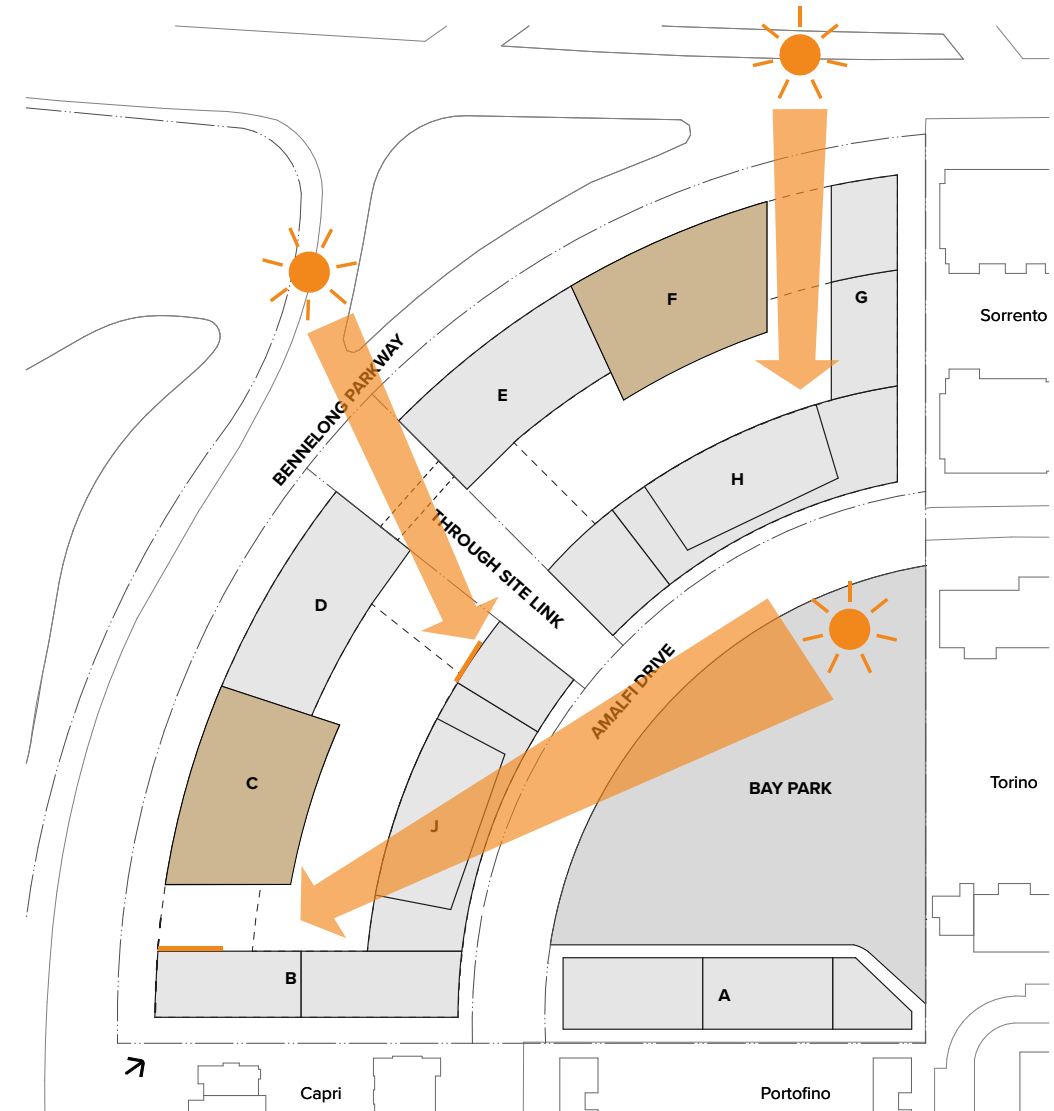 F
G
Sorrento
BENNELONG PARKWAY
E
H
THROUGH SITE LINK
D
AMALFI DRIVE
C
BAY PARK
Torino
J
B
A
Capri
Portofino